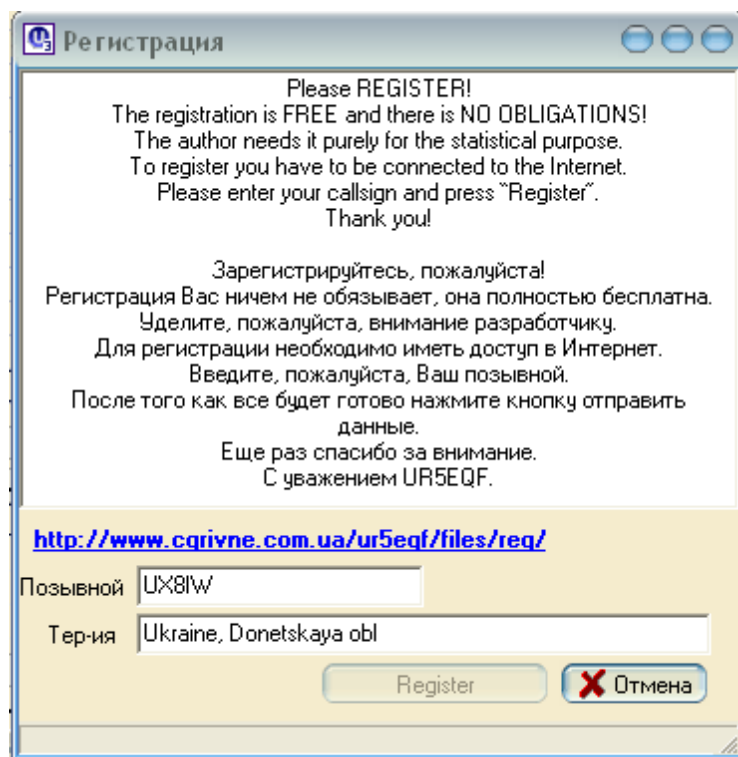 Регистрация
Please REGISTER!
The registration is FREE and there is NO OBLIGATIONS!
The author needs it purely for the statistical purpose.
To register you have to be connected to the Internet.
Please enter your callsign and press "Register".
Thank you!
Зарегистрируйтесь, пожалуйста!
Регистрация Вас ничем не обязывает, она полностью бесплатна.
Уделите, пожалуйста, внимание разработчику.
Для регистрации необходимо иметь доступ в Интернет.
Введите, пожалуйста, Ваш позывной.
После того как все будет готово нажмите кнопку отправить
данные.
Еще раз спасибо за внимание.
С уважением UR5EQF.
http://www.cqrivne.com.ua/ur5eqf/files/reg/
Позывной UX8IW
Тер-ия Ukraine, Donetskaya obl
Register Отмена